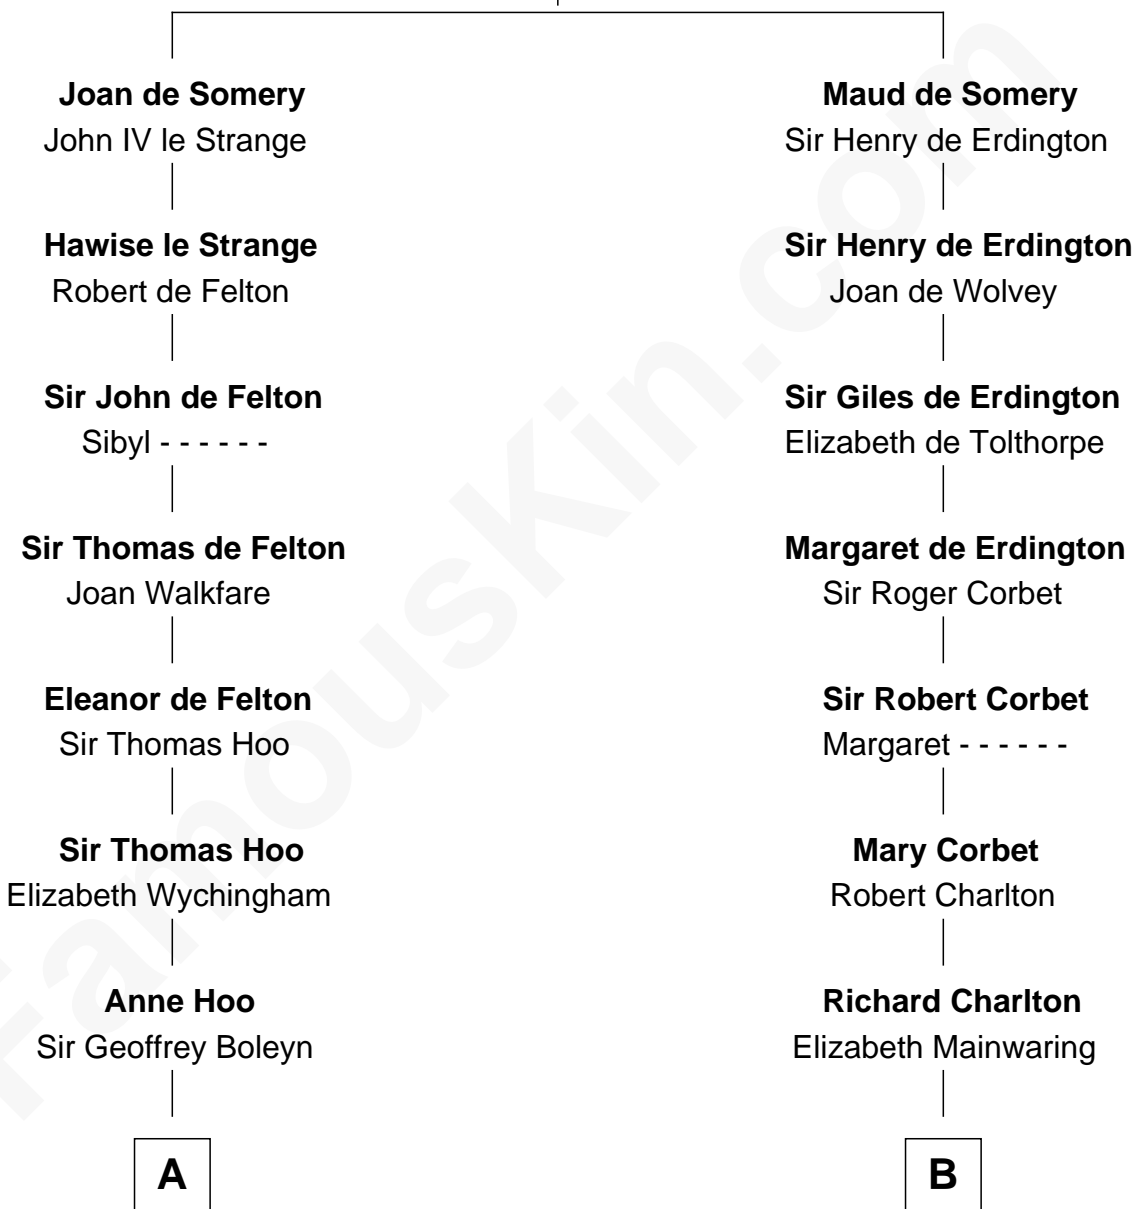 Joan de Somery
John IV le Strange
Hawise le Strange
Robert de Felton
Sir John de Felton
Sibyl - - - - - -
Sir Thomas de Felton
Joan Walkfare
Eleanor de Felton
Sir Thomas Hoo
Sir Thomas Hoo
Elizabeth Wychingham
Anne Hoo
Sir Geoffrey Boleyn
A
Maud de Somery
Sir Henry de Erdington
Sir Henry de Erdington
Joan de Wolvey
Sir Giles de Erdington
Elizabeth de Tolthorpe
Margaret de Erdington
Sir Roger Corbet
Sir Robert Corbet
Margaret - - - - - -
Mary Corbet
Robert Charlton
Richard Charlton
Elizabeth Mainwaring
B
FamousKin.com